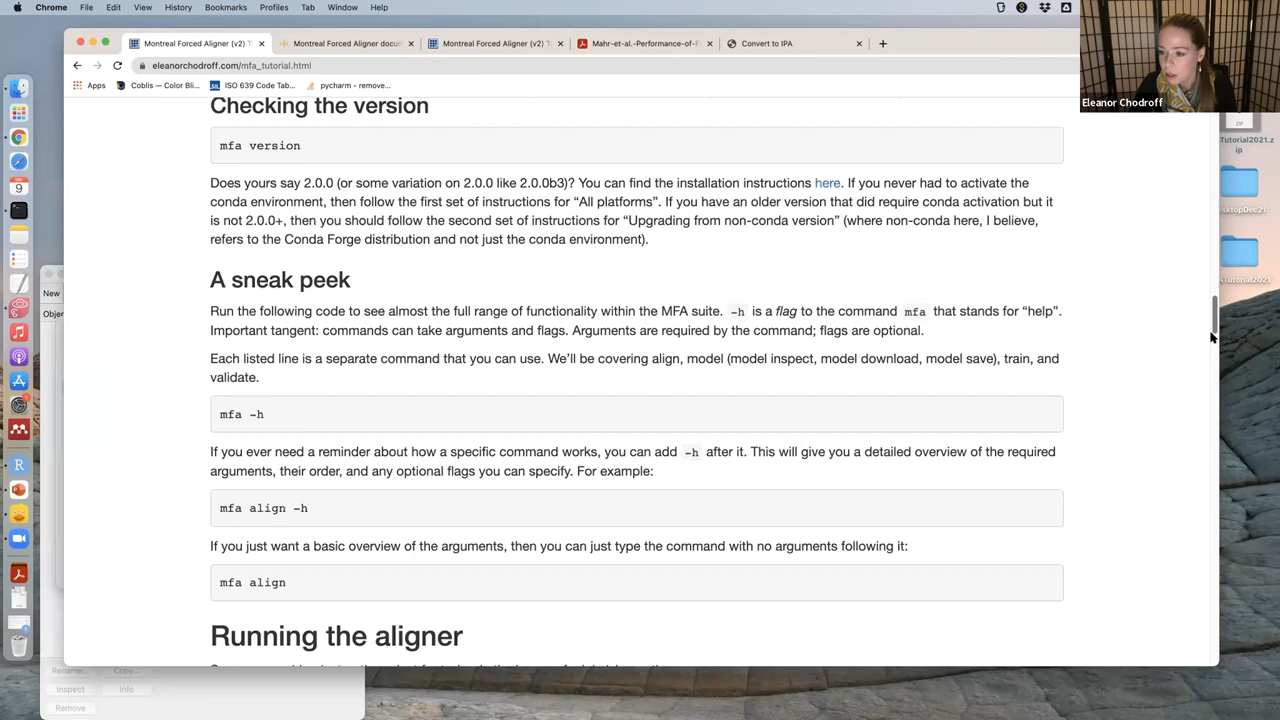 Chrome File Edit View History Bookmarks Profiles Tab Window Help
Montreal Forced Aligner (v2) T
Montreal Forced Aligner docu
Montreal Forced Aligner (v2) T
Mahr-et-al.-Performance-of-F
Convert to IPA
eleanorchodroff.com/mfa_tutorial.html
Apps
Coblis — Color Bli...
ISO 639 Code Tab...
pycharm - remove...
Eleanor Chodroff
Checking the version
mfa version
Does yours say 2.0.0 (or some variation on 2.0.0 like 2.0.0b3)? You can find the installation instructions here. If you never had to activate the
conda environment, then follow the first set of instructions for “All platforms”. If you have an older version that did require conda activation but it
is not 2.0.0+, then you should follow the second set of instructions for “Upgrading from non-conda version” (where non-conda here, I believe,
refers to the Conda Forge distribution and not just the conda environment).
A sneak peek
Run the following code to see almost the full range of functionality within the MFA suite. -h is a flag to the command mfa that stands for “help”.
Important tangent: commands can take arguments and flags. Arguments are required by the command; flags are optional.
Each listed line is a separate command that you can use. We’ll be covering align, model (model inspect, model download, model save), train, and
validate.
mfa -h
If you ever need a reminder about how a specific command works, you can add -h after it. This will give you a detailed overview of the required
arguments, their order, and any optional flags you can specify. For example:
mfa align -h
If you just want a basic overview of the arguments, then you can just type the command with no arguments following it:
mfa align
Running the aligner
New
Objec
Rename...
Copy...
Inspect
Info
Remove
ZIP
Tutorial2021.z
ip
sktopDec21
Tutorial2021
9